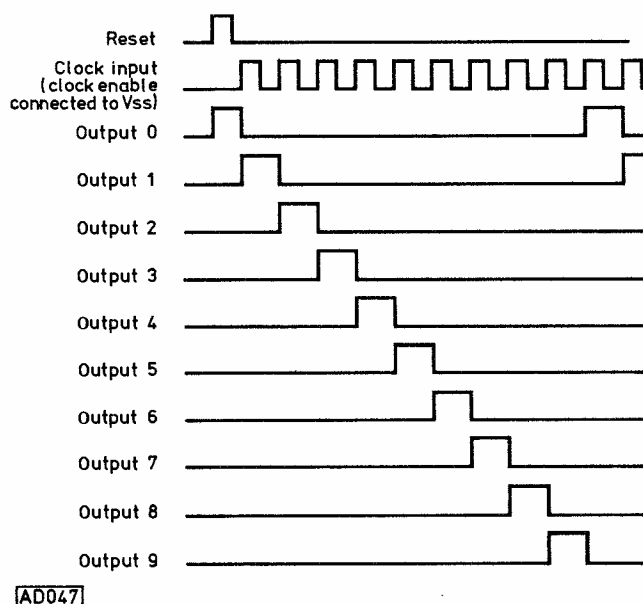 Reset
Clock input
(clock enable
connected to Vss)
Output 0
Output 1
Output 2
Output 3
Output 4
Output 5
Output 6
Output 7
Output 8
Output 9
AD047